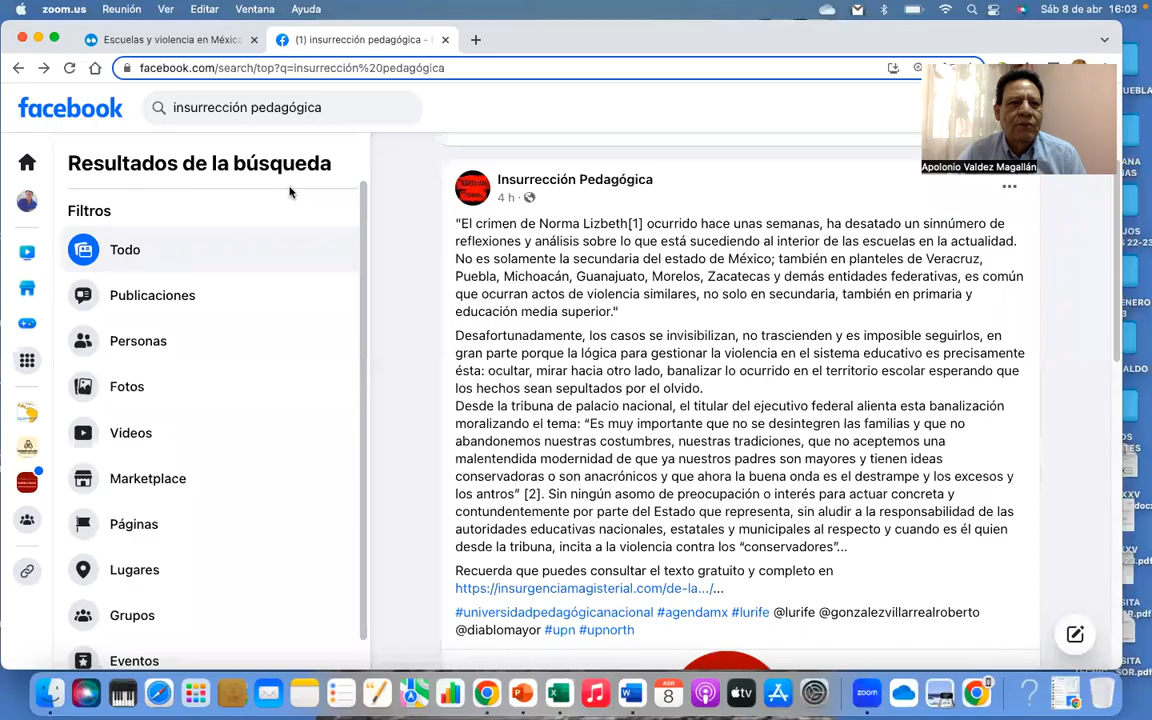 zoom.us Reunión Ver Editar Ventana Ayuda Sáb 8 de abr 16:03
Escuelas y violencia en México (1) insurrección pedagógica -
facebook.com/search/top?q=insurrección%20pedagógica
facebook insurrección pedagógica
Apolonio Valdez Magallán
Resultados de la búsqueda
Filtros
Todo
Publicaciones
Personas
Fotos
Videos
Marketplace
Páginas
Lugares
Grupos
Eventos
Insurrección Pedagógica
4 h
"El crimen de Norma Lizbeth[1] ocurrido hace unas semanas, ha desatado un sinnúmero de
reflexiones y análisis sobre lo que está sucediendo al interior de las escuelas en la actualidad.
No es solamente la secundaria del estado de México; también en planteles de Veracruz,
Puebla, Michoacán, Guanajuato, Morelos, Zacatecas y demás entidades federativas, es común
que ocurran actos de violencia similares, no solo en secundaria, también en primaria y
educación media superior."
Desafortunadamente, los casos se invisibilizan, no trascienden y es imposible seguirlos, en
gran parte porque la lógica para gestionar la violencia en el sistema educativo es precisamente
ésta: ocultar, mirar hacia otro lado, banalizar lo ocurrido en el territorio escolar esperando que
los hechos sean sepultados por el olvido.
Desde la tribuna de palacio nacional, el titular del ejecutivo federal alienta esta banalización
moralizando el tema: “Es muy importante que no se desintegren las familias y que no
abandonemos nuestras costumbres, nuestras tradiciones, que no aceptemos una
malentendida modernidad de que ya nuestros padres son mayores y tienen ideas
conservadoras o son anacrónicos y que ahora la buena onda es el destrampe y los excesos y
los antros” [2]. Sin ningún asomo de preocupación o interés para actuar concreta y
contundentemente por parte del Estado que representa, sin aludir a la responsabilidad de las
autoridades educativas nacionales, estatales y municipales al respecto y cuando es él quien
desde la tribuna, incita a la violencia contra los “conservadores”...
Recuerda que puedes consultar el texto gratuito y completo en
https://insurgenciamagisterial.com/de-la.../...
#universidadpedagógicanacional #agendamx #lurife @lurife @gonzalezvillarrealroberto
@diablomayor #upn #upnorth
UEBLA
22-23
ENERO
ALDO
XXV
.pdf
SITA
zoom
8